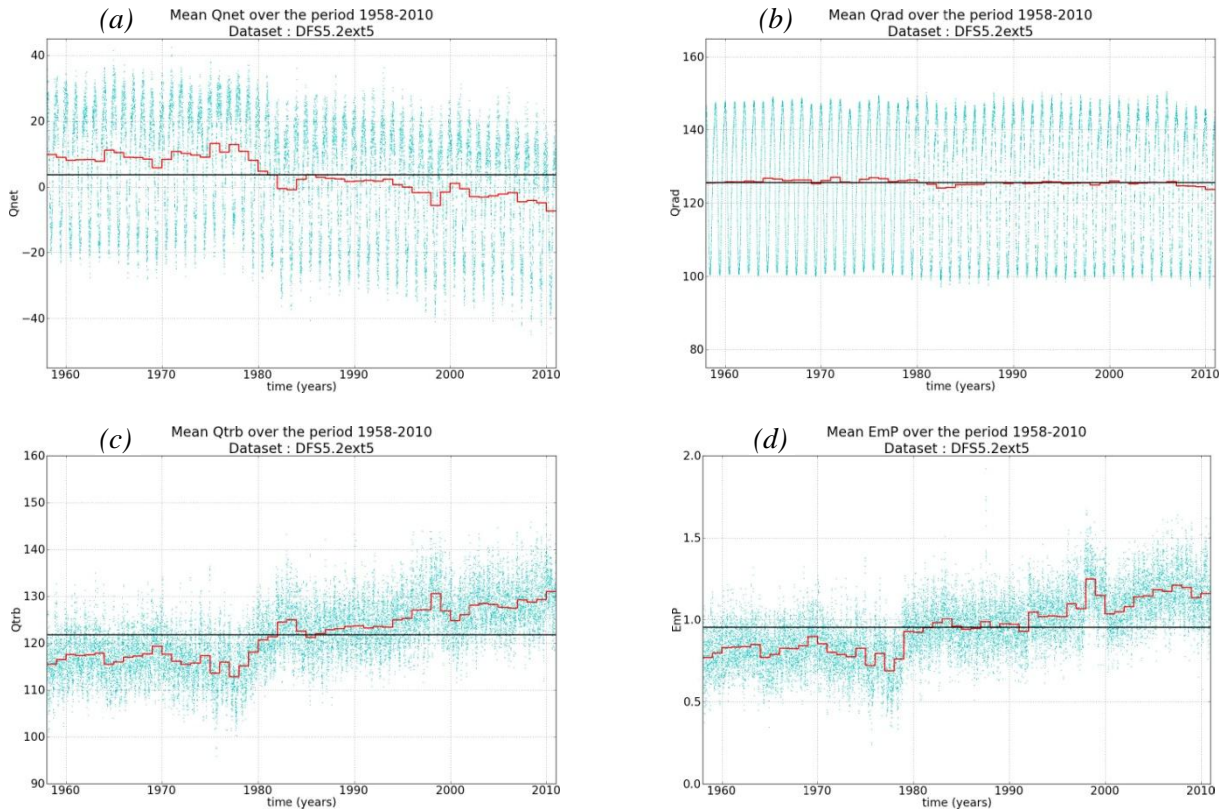 (a)
Mean Qnet over the period 1958-2010
Dataset : DFS5.2ext5
40
20
0
−20
−40
Qnet
1960 1970 1980 1990 2000 2010
time (years)
(b)
Mean Qrad over the period 1958-2010
Dataset : DFS5.2ext5
160
140
120
100
80
Qrad
1960 1970 1980 1990 2000 2010
time (years)
(c)
Mean Qtrb over the period 1958-2010
Dataset : DFS5.2ext5
160
150
140
130
120
110
100
90
Qtrb
1960 1970 1980 1990 2000 2010
time (years)
(d)
Mean EmP over the period 1958-2010
Dataset : DFS5.2ext5
2.0
1.5
1.0
0.5
0.0
EmP
1960 1970 1980 1990 2000 2010
time (years)